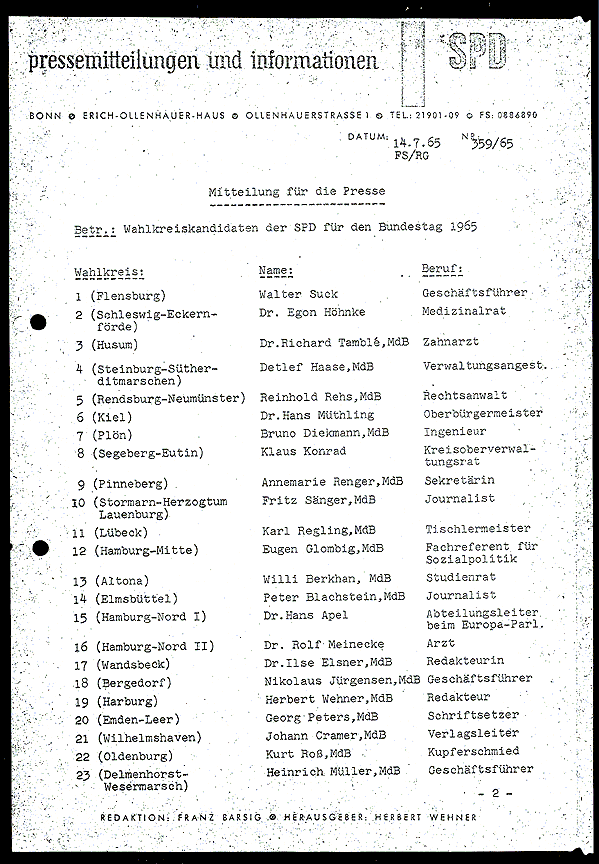 pressemitteilungen und informationen SPD
BONN ● ERICH-OLLENHAUER-HAUS ● OLLENHAUERSTRASSE 1 ● TEL: 21901-09 ● FS: 0886890
DATUM: 14.7.65 NR. 359/65
FS/RG
Mitteilung für die Presse
Betr.: Wahlkreiskandidaten der SPD für den Bundestag 1965
Wahlkreis: Name: Beruf:
1 (Flensburg) Walter Suck Geschäftsführer
2 (Schleswig-Eckern- Dr. Egon Höhnke Medizinalrat
förde)
3 (Husum) Dr.Richard Tamblé,MdB Zahnarzt
4 (Steinburg-Süther- Detlef Haase,MdB Verwaltungsangest.
ditmarschen)
5 (Rendsburg-Neumünster) Reinhold Rehs,MdB Rechtsanwalt
6 (Kiel) Dr.Hans Müthling Oberbürgermeister
7 (Plön) Bruno Diekmann,MdB Ingenieur
8 (Segeberg-Eutin) Klaus Konrad Kreisoberverwal-
tungsrat
9 (Pinneberg) Annemarie Renger,MdB Sekretärin
10 (Stormarn-Herzogtum Fritz Sänger,MdB Journalist
Lauenburg)
11 (Lübeck) Karl Regling,MdB Tischlermeister
12 (Hamburg-Mitte) Eugen Glombig,MdB Fachreferent für
Sozialpolitik
13 (Altona) Willi Berkhan, MdB Studienrat
14 (Elmsbüttel) Peter Blachstein,MdB Journalist
15 (Hamburg-Nord I) Dr.Hans Apel Abteilungsleiter
beim Europa-Parl.
16 (Hamburg-Nord II) Dr. Rolf Meinecke Arzt
17 (Wandsbeck) Dr.Ilse Elsner,MdB Redakteurin
18 (Bergedorf) Nikolaus Jürgensen,MdB Geschäftsführer
19 (Harburg) Herbert Wehner,MdB Redakteur
20 (Emden-Leer) Georg Peters,MdB Schriftsetzer
21 (Wilhelmshaven) Johann Cramer,MdB Verlagsleiter
22 (Oldenburg) Kurt Roß,MdB Kupferschmied
23 (Delmenhorst- Heinrich Müller,MdB Geschäftsführer
Wesermarsch)
- 2 -
REDAKTION: FRANZ BARSIG ● HERAUSGEBER: HERBERT WEHNER